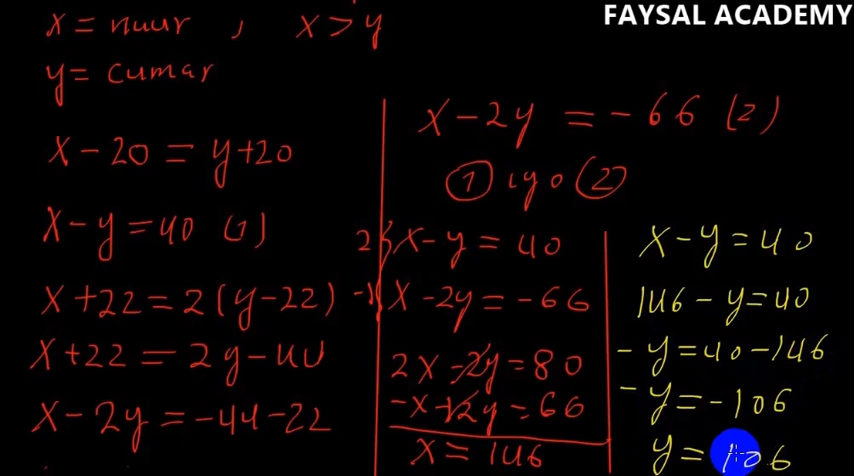 FAYSAL ACADEMY
x = nuur , x > y
y = cumar
x - 20 = y + 20
x - y = 40 (1)
x + 22 = 2(y - 22)
x + 22 = 2y - 44
x - 2y = -44 - 22
x - 2y = -66 (2)
① iyo ②
2} x - y = 40
-1} x - 2y = -66
2x - 2y = 80
-x + 2y = 66
x = 146
x - y = 40
146 - y = 40
- y = 40 - 146
- y = -106
y = 106